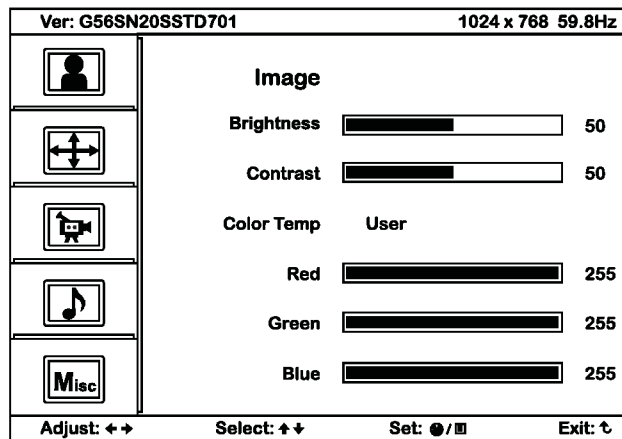 Ver: G56SN20SSTD701 1024 x 768 59.8Hz
Image
Brightness 50
Contrast 50
Color Temp User
Red 255
Green 255
Blue 255
Misc
Adjust: Select: Set: / Exit: